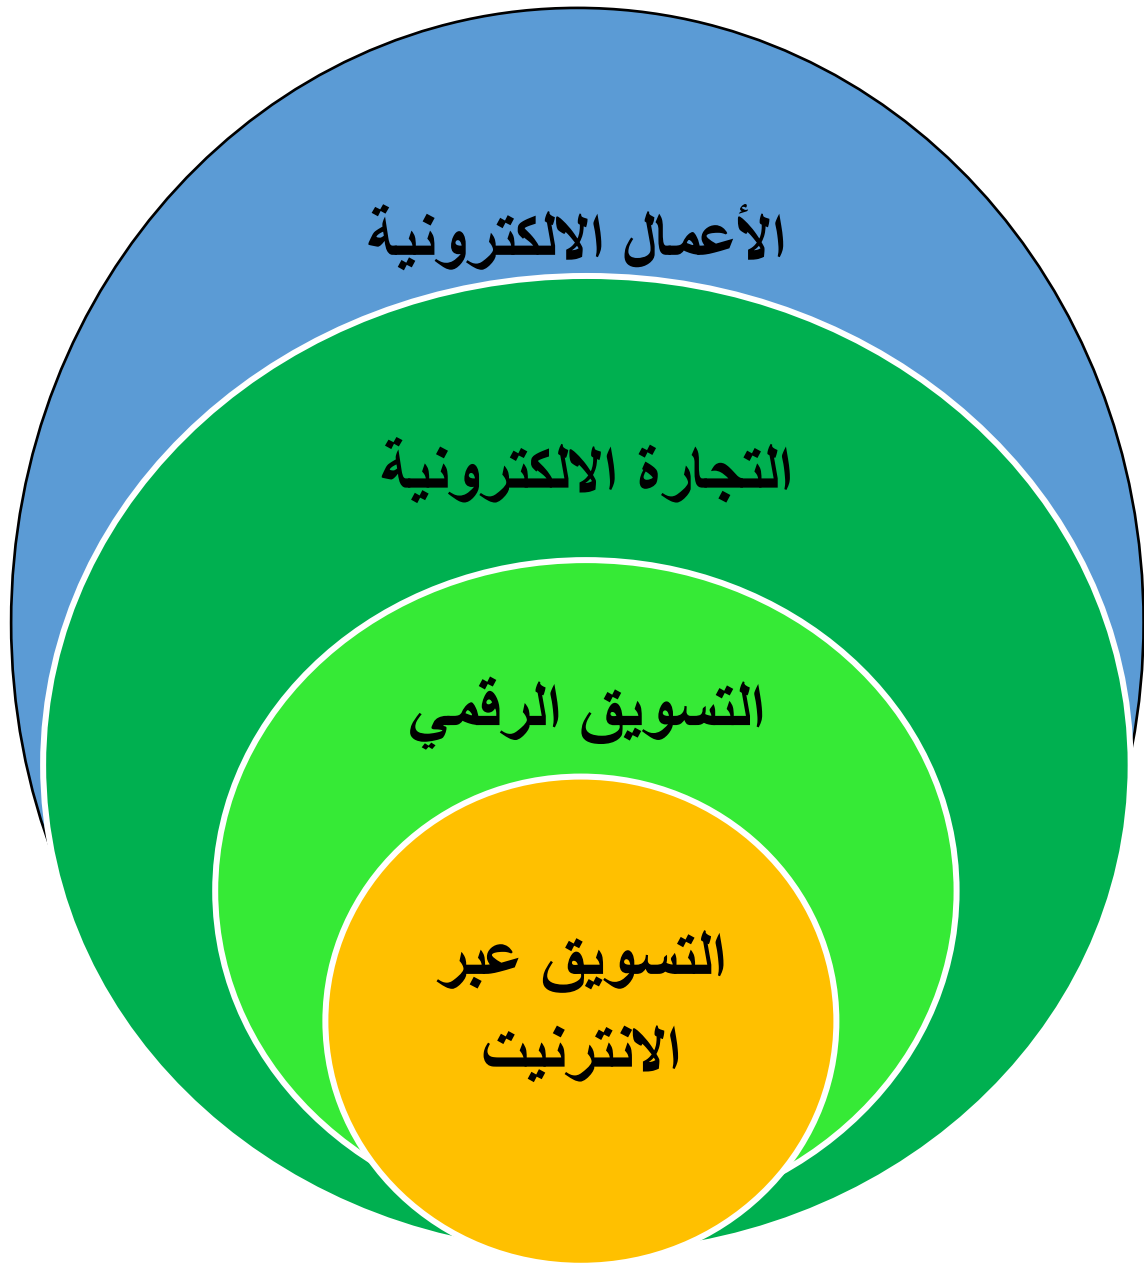 الأعمال الالكترونية
التجارة الالكترونية
التسويق الرقمي
التسويق عبر
الانترنيت